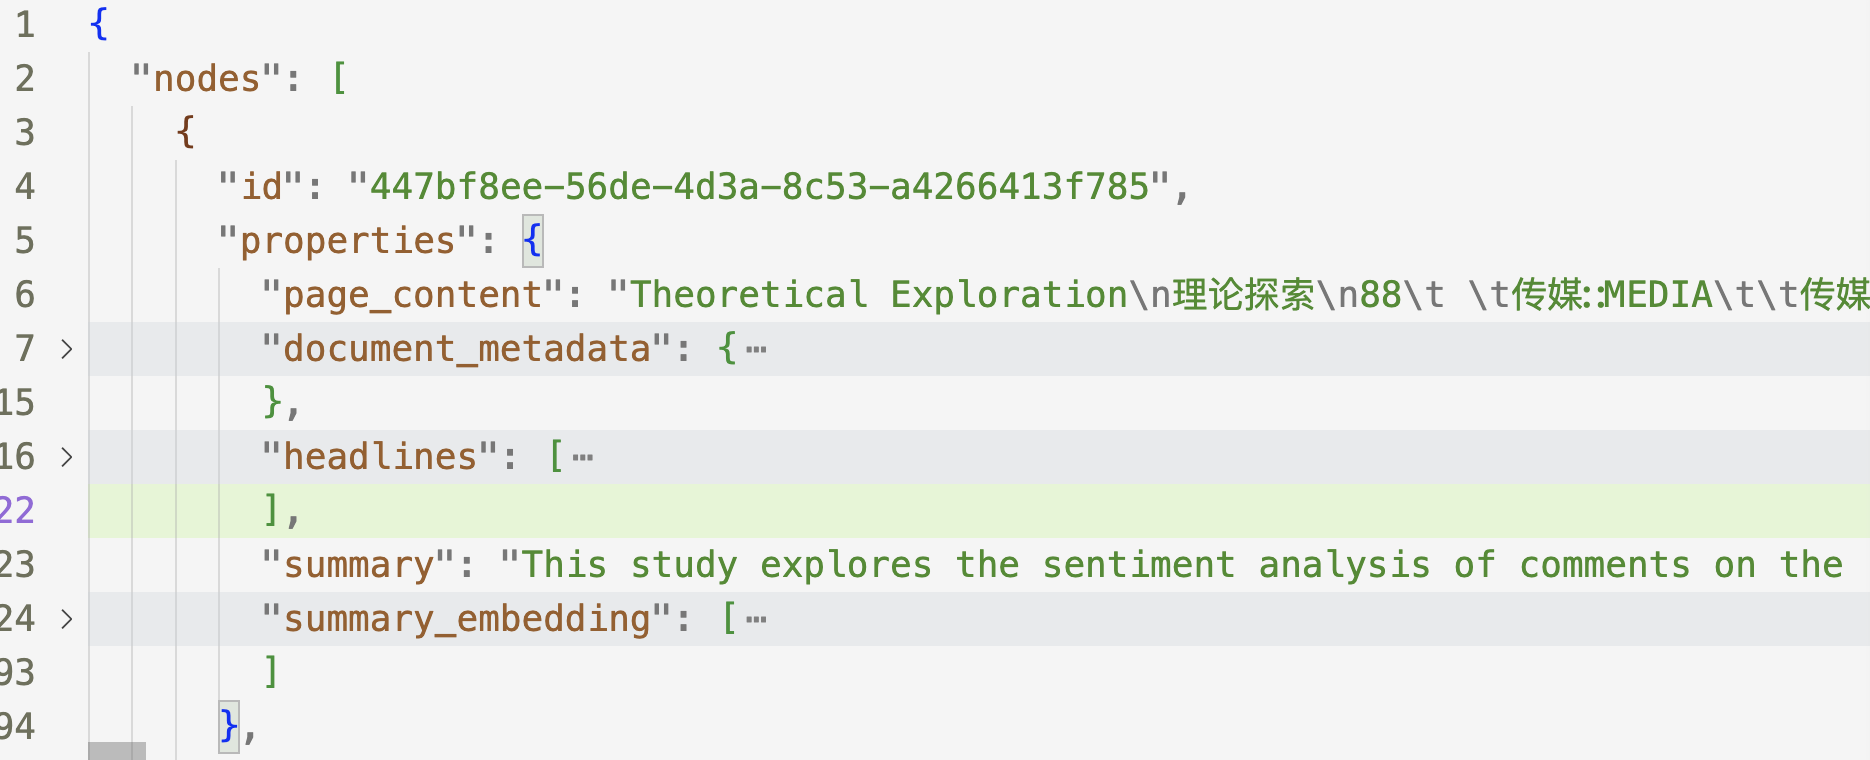 1 {
2 "nodes": [
3 {
4 "id": "447bf8ee-56de-4d3a-8c53-a4266413f785",
5 "properties": {
6 "page_content": "Theoretical Exploration\n理论探索\n88\t \t传媒::MEDIA\t\t传媒
7 > "document_metadata": { ⋯
15 },
16 > "headlines": [ ⋯
22 ],
23 "summary": "This study explores the sentiment analysis of comments on the
24 > "summary_embedding": [ ⋯
93 ]
94 },